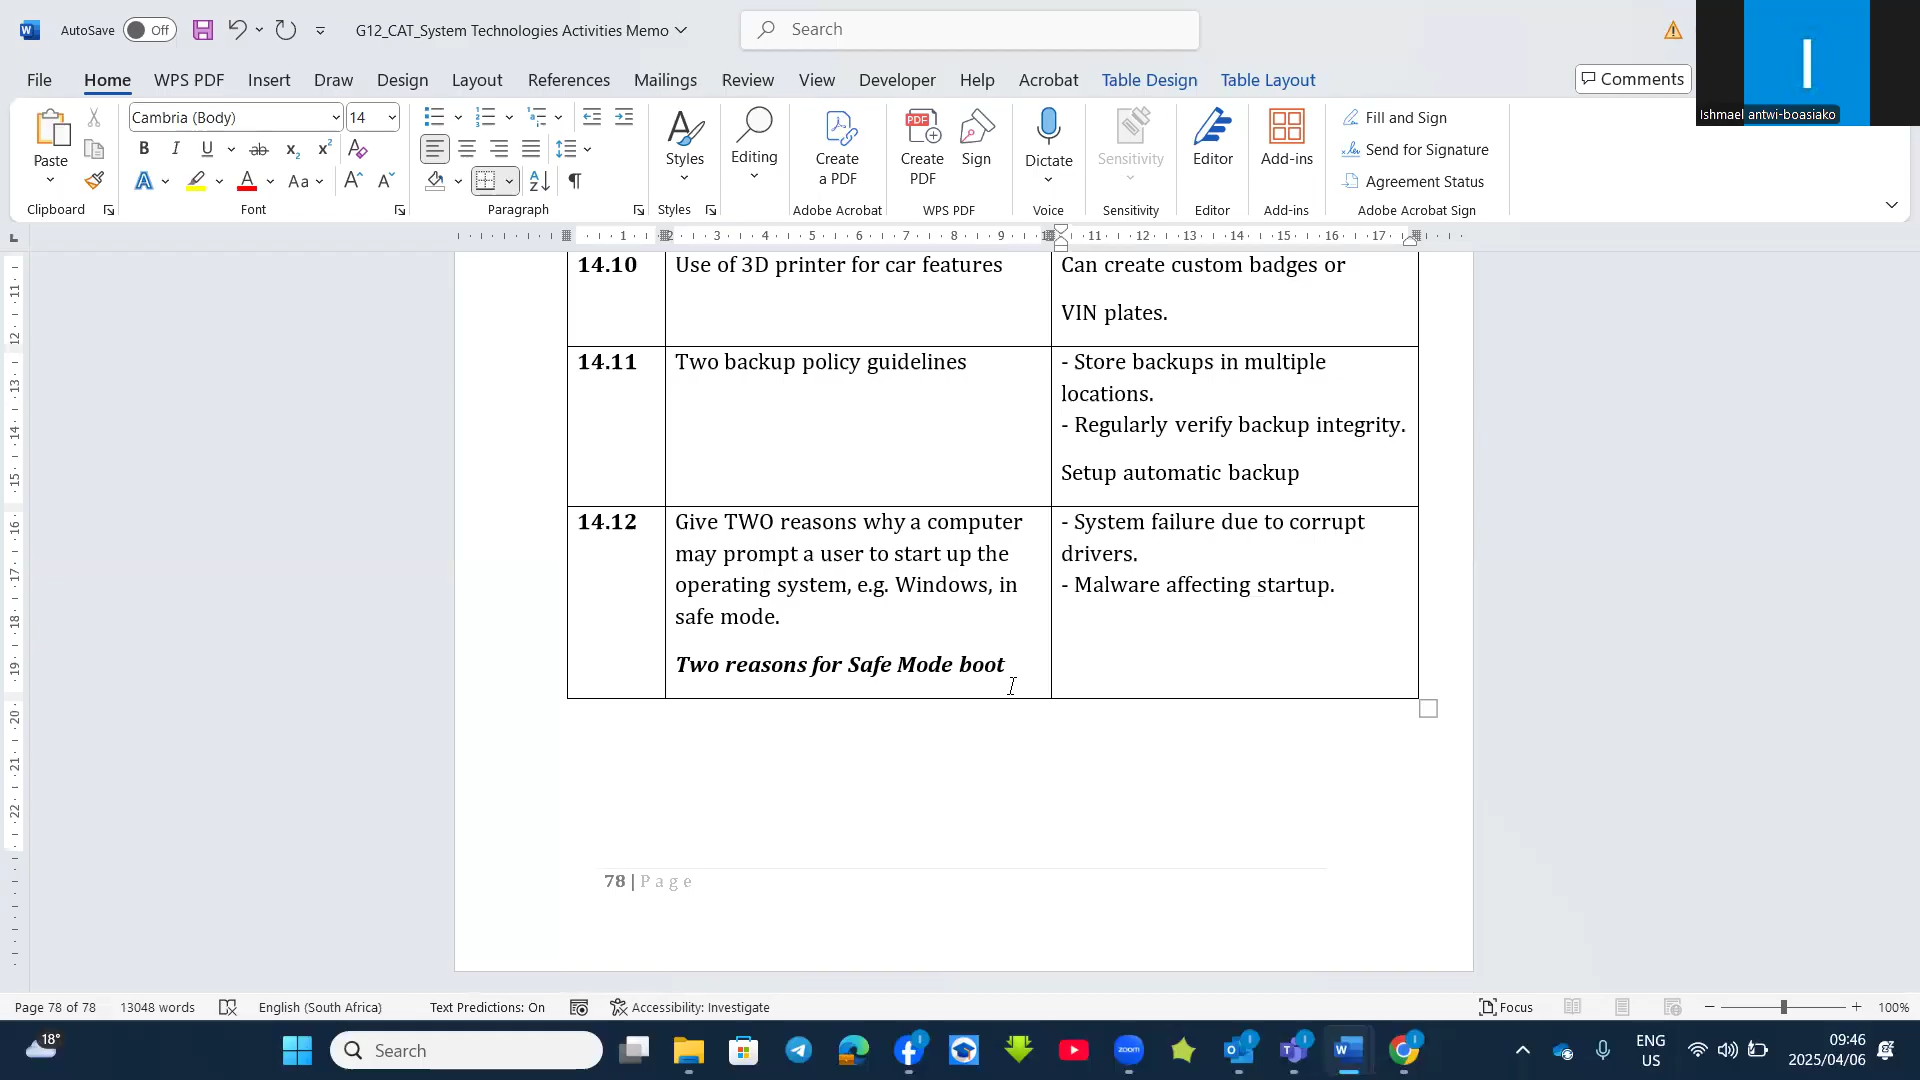 AutoSave Off G12_CAT_System Technologies Activities Memo Search
File Home WPS PDF Insert Draw Design Layout References Mailings Review View Developer Help Acrobat Table Design Table Layout Comments
Ishmael antwi-boasiako
Paste
Clipboard
Cambria (Body) 14
Font
Paragraph
Styles
Styles
Editing
Create a PDF
Adobe Acrobat
Create PDF
Sign
WPS PDF
Dictate
Voice
Sensitivity
Sensitivity
Editor
Editor
Add-ins
Add-ins
Fill and Sign
Send for Signature
Agreement Status
Adobe Acrobat Sign
14.10 Use of 3D printer for car features
Can create custom badges or
VIN plates.
14.11 Two backup policy guidelines
- Store backups in multiple
locations.
- Regularly verify backup integrity.
Setup automatic backup
14.12
Give TWO reasons why a computer
may prompt a user to start up the
operating system, e.g. Windows, in
safe mode.
Two reasons for Safe Mode boot
- System failure due to corrupt
drivers.
- Malware affecting startup.
78 | Page
Page 78 of 78 13048 words English (South Africa) Text Predictions: On Accessibility: Investigate Focus 100%
18° Search zoom ENG US 09:46 2025/04/06